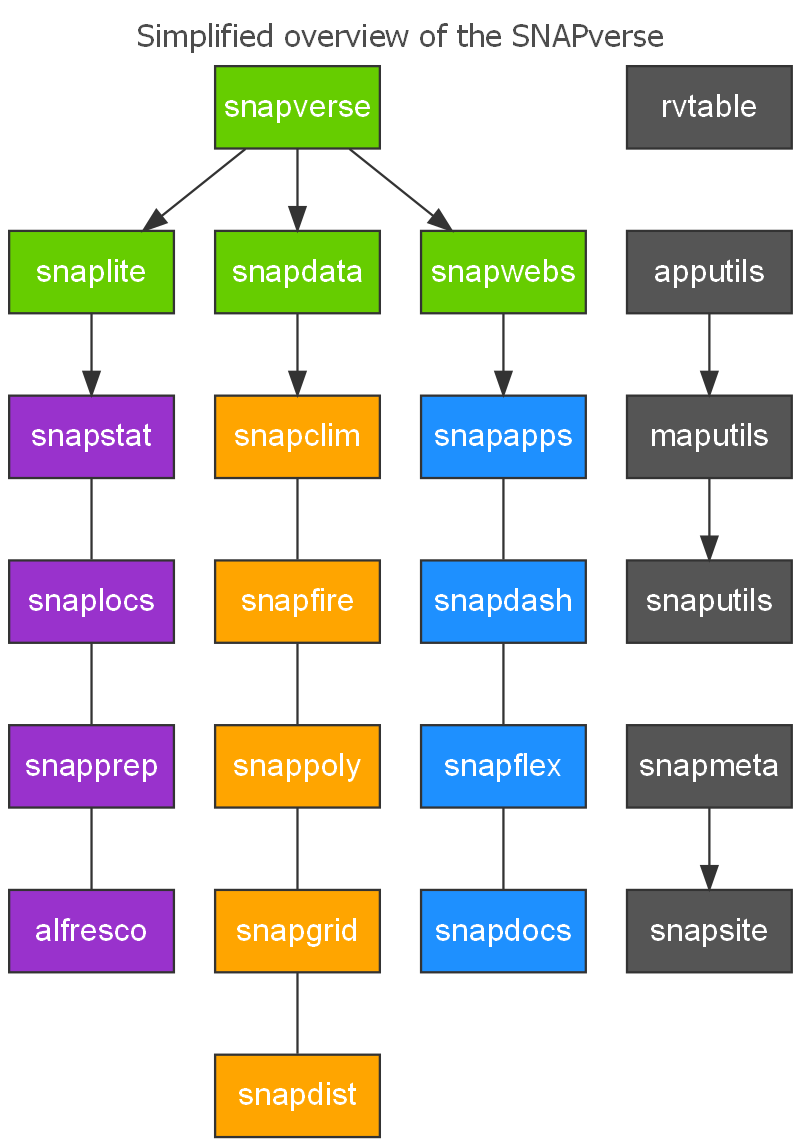 Simplified overview of the SNAPverse
snapverse
rvtable
snaplite
snapdata
snapwebs
apputils
snapstat
snapclim
snapapps
maputils
snaplocs
snapfire
snapdash
snaputils
snapprep
snappoly
snapflex
snapmeta
alfresco
snapgrid
snapdocs
snapsite
snapdist